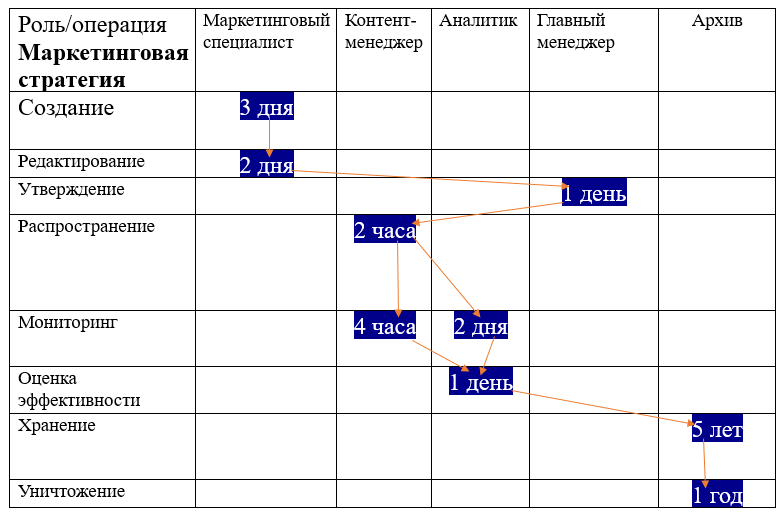 Роль/операция
Маркетинговая
стратегия
Маркетинговый
специалист
Контент-
менеджер
Аналитик
Главный
менеджер
Архив
Создание
3 дня
Редактирование
2 дня
Утверждение
1 день
Распространение
2 часа
Мониторинг
4 часа
2 дня
Оценка
эффективности
1 день
Хранение
5 лет
Уничтожение
1 год